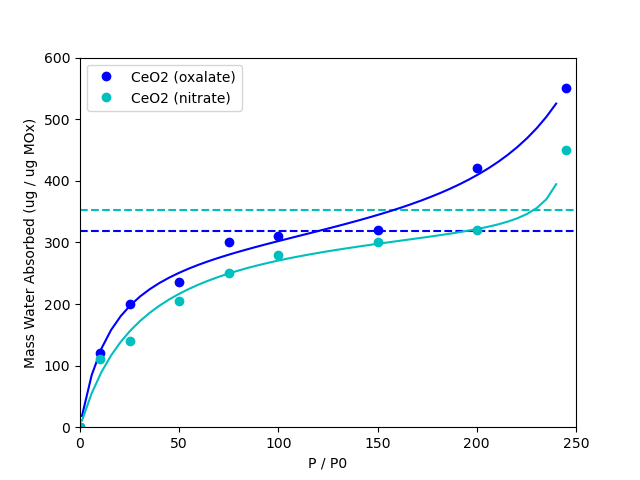 CeO2 (oxalate)
CeO2 (nitrate)
Mass Water Absorbed (ug / ug MOx)
600
500
400
300
200
100
0
0 50 100 150 200 250
P / P0